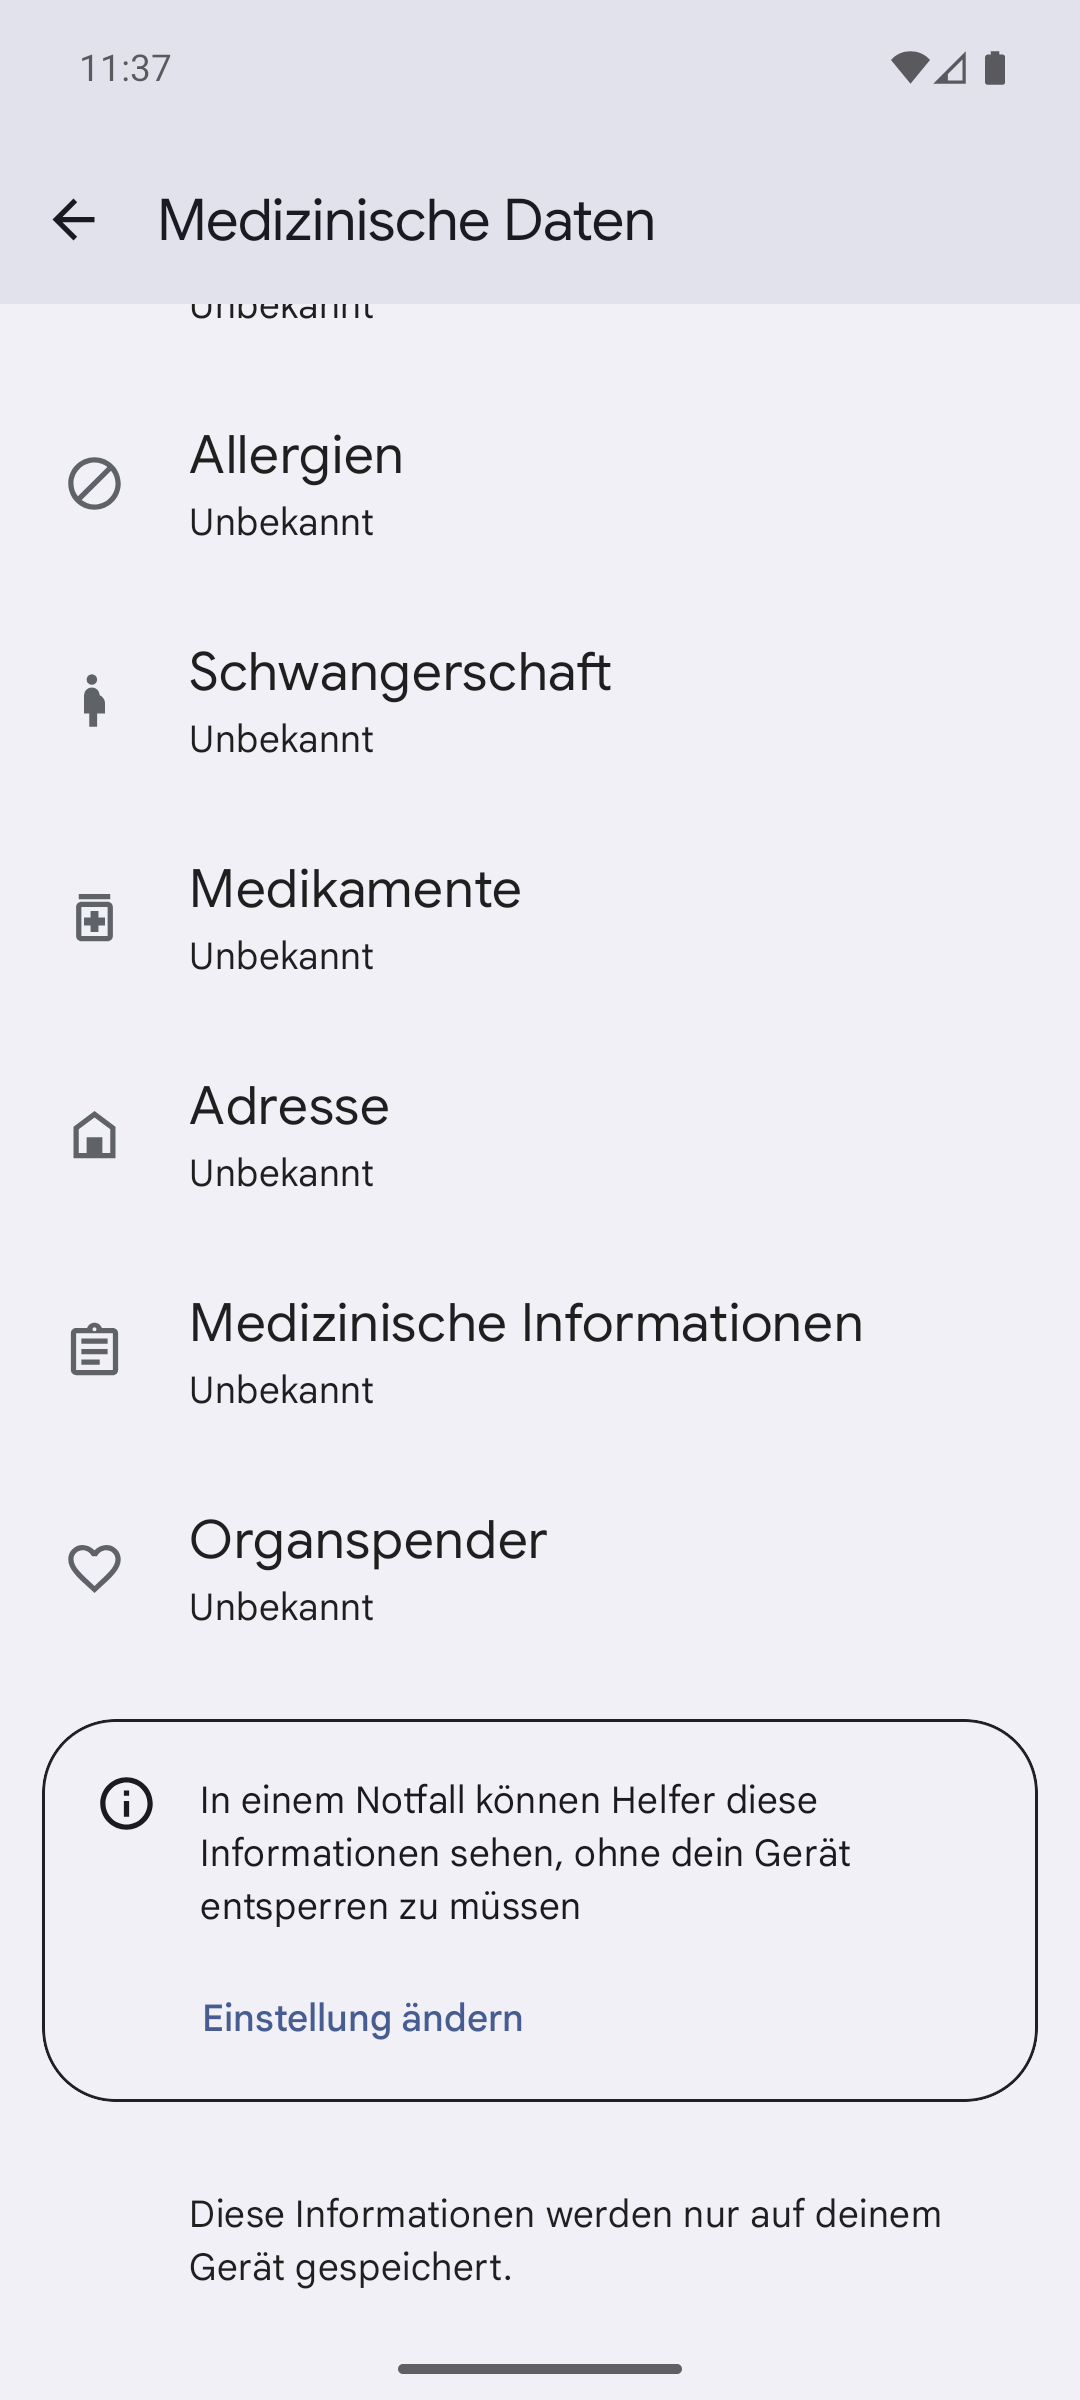 11:37
Medizinische Daten
Unbekannt
Allergien
Unbekannt
Schwangerschaft
Unbekannt
Medikamente
Unbekannt
Adresse
Unbekannt
Medizinische Informationen
Unbekannt
Organspender
Unbekannt
In einem Notfall können Helfer diese
Informationen sehen, ohne dein Gerät
entsperren zu müssen
Einstellung ändern
Diese Informationen werden nur auf deinem
Gerät gespeichert.